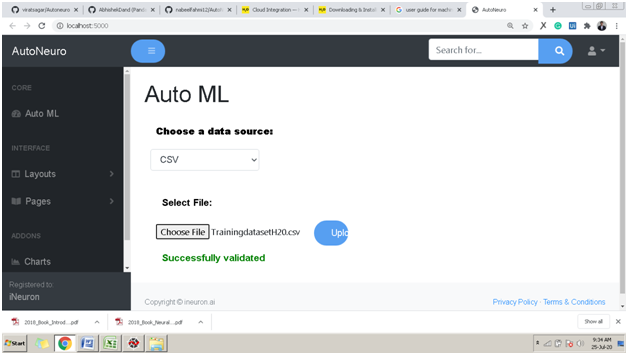 viratsagar/Autoneuro
AbhishekDand (Pand
nabeelfahmi12/Auto
Cloud Integration —
Downloading & Instal
user guide for machin
AutoNeuro
localhost:5000
AutoNeuro
Search for...
CORE
Auto ML
INTERFACE
Layouts
Pages
ADDONS
Charts
Registered to:
iNeuron
Auto ML
Choose a data source:
CSV
Select File:
Choose File TrainingdatasetH20.csv
Uplo
Successfully validated
Copyright © ineuron.ai
Privacy Policy · Terms & Conditions
2018_Book_Introd....pdf
2018_Book_Neural....pdf
Show all
Start
9:34 AM
25-Jul-20